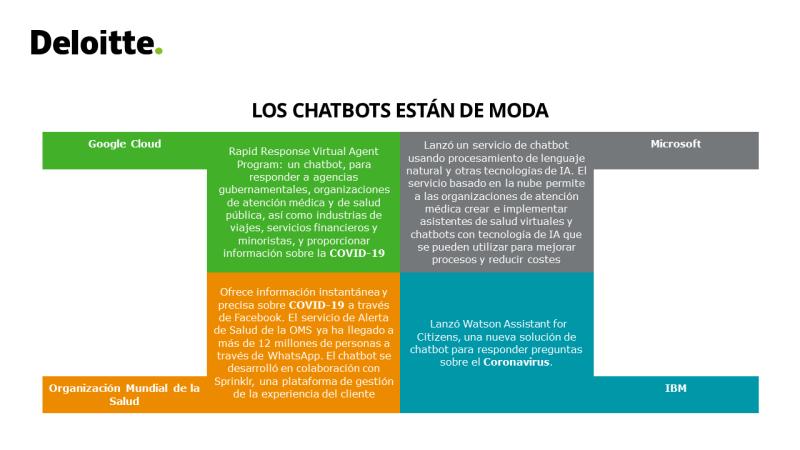 Deloitte.
LOS CHATBOTS ESTÁN DE MODA
Google Cloud
Rapid Response Virtual Agent
Program: un chatbot, para
responder a agencias
gubernamentales, organizaciones
de atención médica y de salud
pública, así como industrias de
viajes, servicios financieros y
minoristas, y proporcionar
información sobre la COVID-19
Lanzó un servicio de chatbot
usando procesamiento de lenguaje
natural y otras tecnologías de IA. El
servicio basado en la nube permite
a las organizaciones de atención
médica crear e implementar
asistentes de salud virtuales y
chatbots con tecnología de IA que
se pueden utilizar para mejorar
procesos y reducir costes
Microsoft
Ofrece información instantánea y
precisa sobre COVID-19 a través
de Facebook. El servicio de Alerta
de Salud de la OMS ya ha llegado a
más de 12 millones de personas a
través de WhatsApp. El chatbot se
desarrolló en colaboración con
Sprinklr, una plataforma de gestión
de la experiencia del cliente
Organización Mundial de la
Salud
Lanzó Watson Assistant for
Citizens, una nueva solución de
chatbot para responder preguntas
sobre el Coronavirus.
IBM